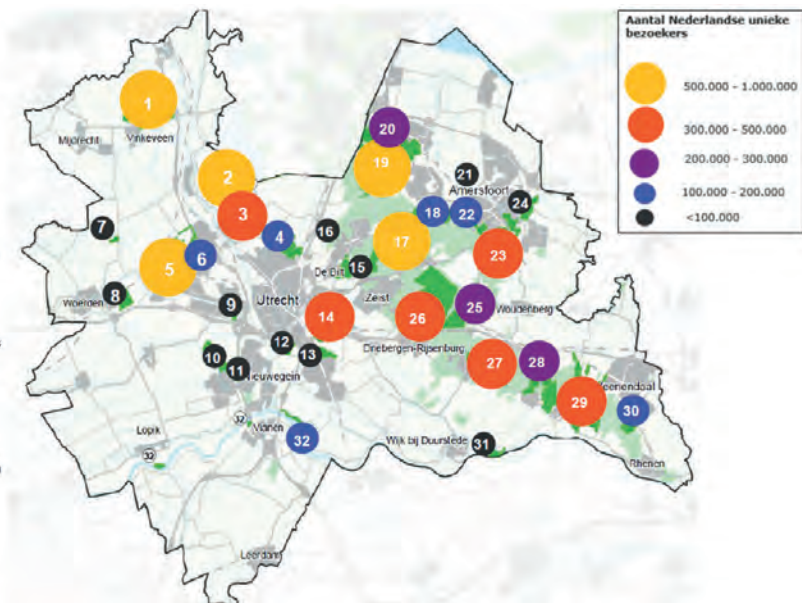 Aantal Nederlandse unieke
bezoekers
500.000 - 1.000.000
300.000 - 500.000
200.000 - 300.000
100.000 - 200.000
<100.000
1
Mijdrecht
Vinkeveen
20
2
19
21
Amersfoort
3
18
22
24
7
4
16
17
5
6
De Bilt
15
23
8
Woerden
9
Utrecht
Zeist
25
Woudenberg
14
26
12
13
Driebergen-Rijsenburg
10
11
Nieuwegein
27
28
Veenendaal
29
30
32
Lopik
Vianen
32
32
Wijk bij Duurstede
31
Rhenen
Leerdam